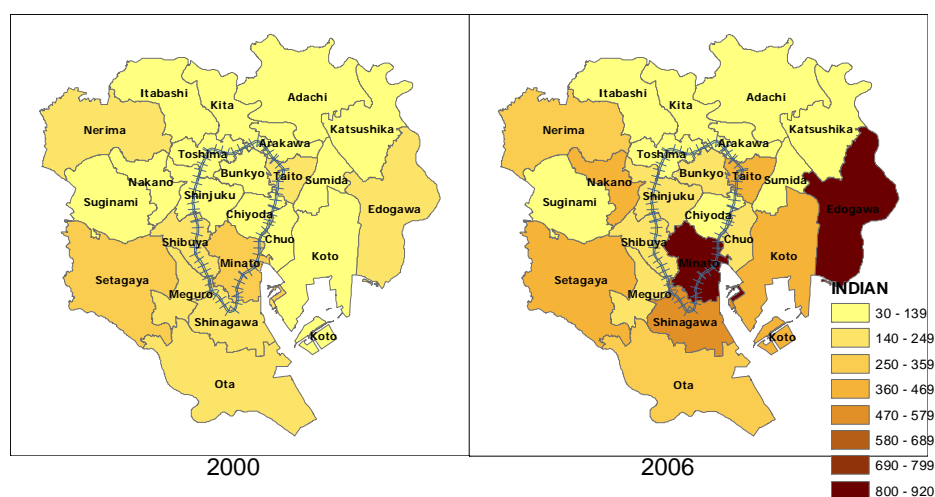 Itabashi
Kita
Adachi
Nerima
Katsushika
Toshima
Arakawa
Bunkyo
Taito
Nakano
Sumida
Suginami
Shinjuku
Edogawa
Chiyoda
Shibuya
Chuo
Minato
Koto
Setagaya
Meguro
Shinagawa
Koto
Ota
2000
Itabashi
Kita
Adachi
Nerima
Katsushika
Toshima
Arakawa
Bunkyo
Taito
Nakano
Sumida
Suginami
Shinjuku
Edogawa
Chiyoda
Shibuya
Chuo
Minato
Koto
Meguro
Setagaya
Shinagawa
Koto
Ota
2006
INDIAN
30 - 139
140 - 249
250 - 359
360 - 469
470 - 579
580 - 689
690 - 799
800 - 920